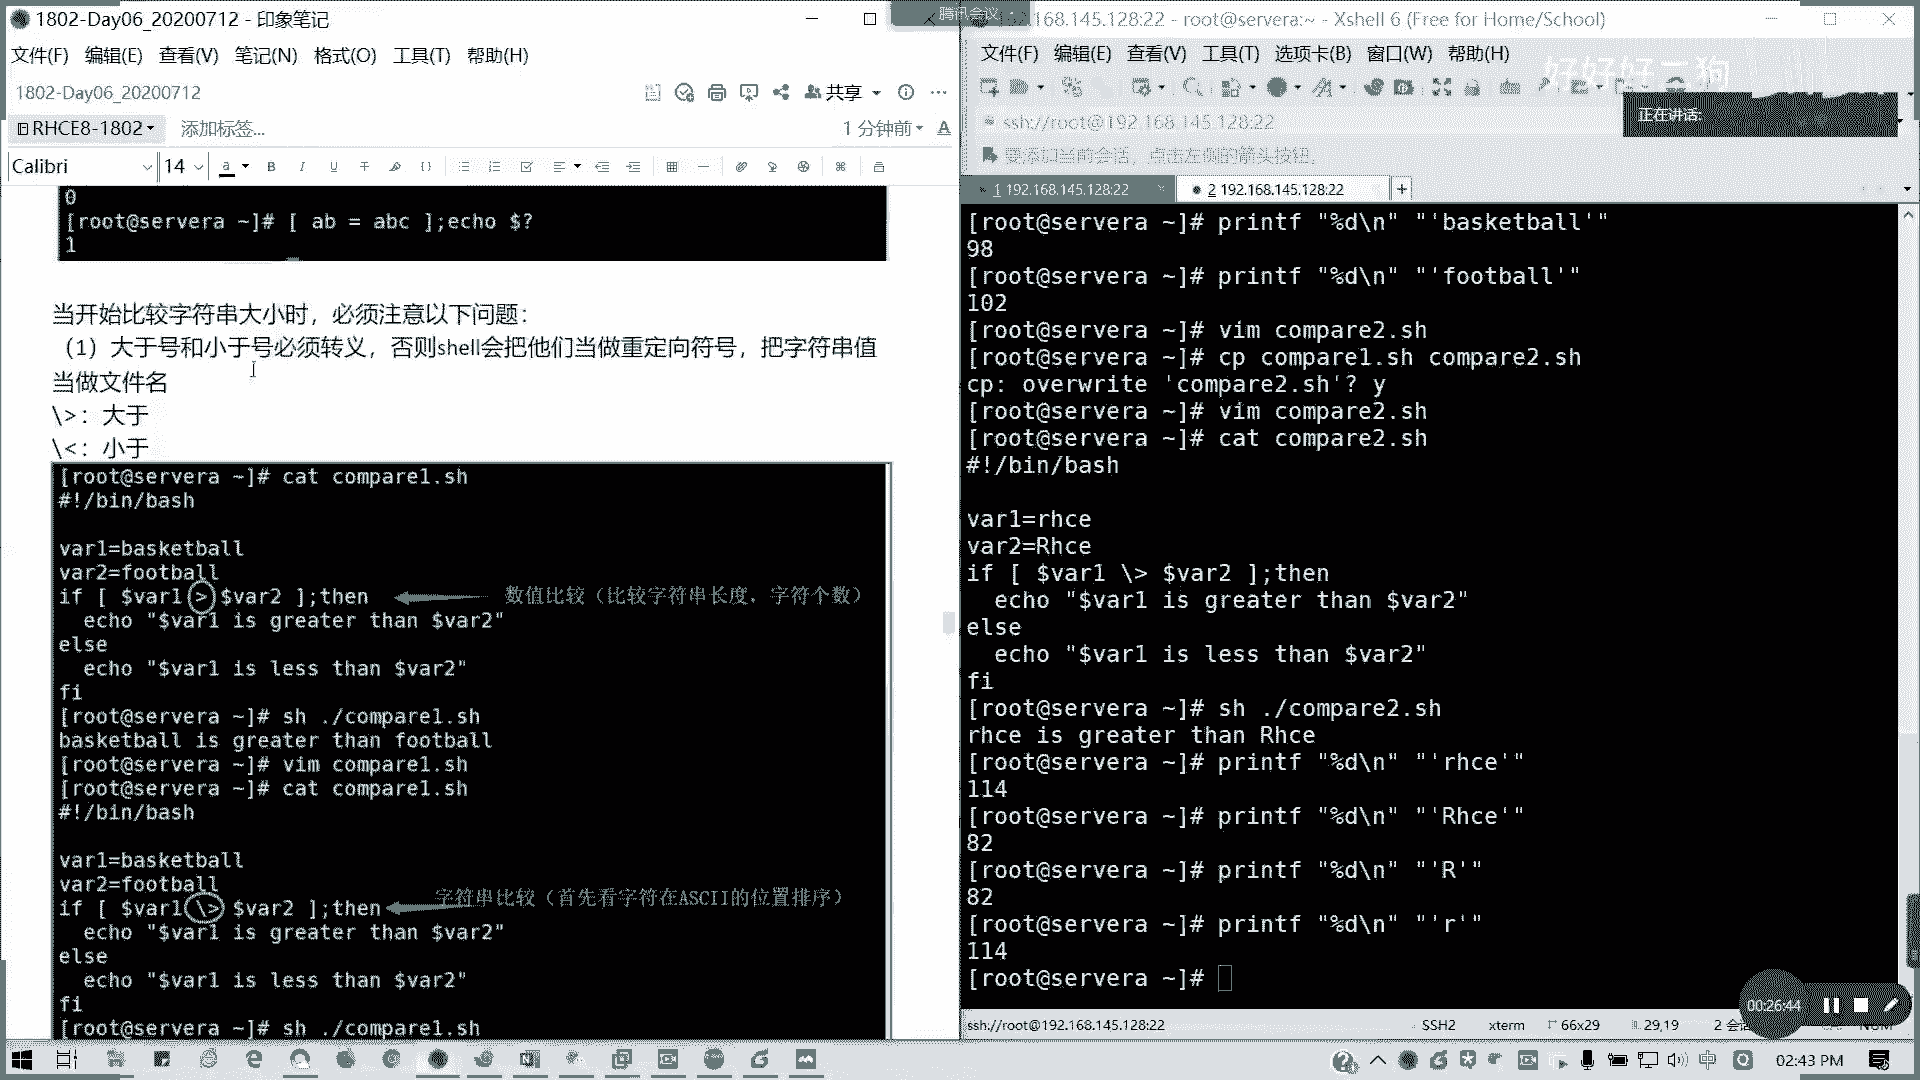 1802-Day06_20200712 - 印象笔记
文件(F) 编辑(E) 查看(V) 笔记(N) 格式(O) 工具(T) 帮助(H)
1802-Day06_20200712
共享
RHCE8-1802
添加标签...
1 分钟前
Calibri
14
0
[root@servera ~]# [ ab = abc ];echo $?
1
当开始比较字符串大小时，必须注意以下问题：
（1）大于号和小于号必须转义，否则shell会把他们当做重定向符号，把字符串值
当做文件名
\>：大于
\<：小于
[root@servera ~]# cat compare1.sh
#!/bin/bash
var1=basketball
var2=football
if [ $var1 > $var2 ];then
数值比较（比较字符串长度，字符个数）
  echo "$var1 is greater than $var2"
else
  echo "$var1 is less than $var2"
fi
[root@servera ~]# sh ./compare1.sh
basketball is greater than football
[root@servera ~]# vim compare1.sh
[root@servera ~]# cat compare1.sh
#!/bin/bash
var1=basketball
var2=football
if [ $var1 \> $var2 ];then
字符串比较（首先看字符在ASCII的位置排序）
  echo "$var1 is greater than $var2"
else
  echo "$var1 is less than $var2"
fi
[root@servera ~]# sh ./compare1.sh
腾讯会议
192.168.145.128:22 - root@servera:~ - Xshell 6 (Free for Home/School)
文件(F) 编辑(E) 查看(V) 工具(T) 选项卡(B) 窗口(W) 帮助(H)
好好好二狗
正在讲话:
ssh://root@192.168.145.128:22
要添加当前会话，点击左侧的箭头按钮。
1 192.168.145.128:22
2 192.168.145.128:22
[root@servera ~]# printf "%d\n" "'basketball'"
98
[root@servera ~]# printf "%d\n" "'football'"
102
[root@servera ~]# vim compare2.sh
[root@servera ~]# cp compare1.sh compare2.sh
cp: overwrite 'compare2.sh'? y
[root@servera ~]# vim compare2.sh
[root@servera ~]# cat compare2.sh
#!/bin/bash
var1=rhce
var2=Rhce
if [ $var1 \> $var2 ];then
  echo "$var1 is greater than $var2"
else
  echo "$var1 is less than $var2"
fi
[root@servera ~]# sh ./compare2.sh
rhce is greater than Rhce
[root@servera ~]# printf "%d\n" "'rhce'"
114
[root@servera ~]# printf "%d\n" "'Rhce'"
82
[root@servera ~]# printf "%d\n" "'R'"
82
[root@servera ~]# printf "%d\n" "'r'"
114
[root@servera ~]#
00:26:44
ssh://root@192.168.145.128:22
SSH2
xterm
66x29
29,19
2 会
NUM
中
02:43 PM